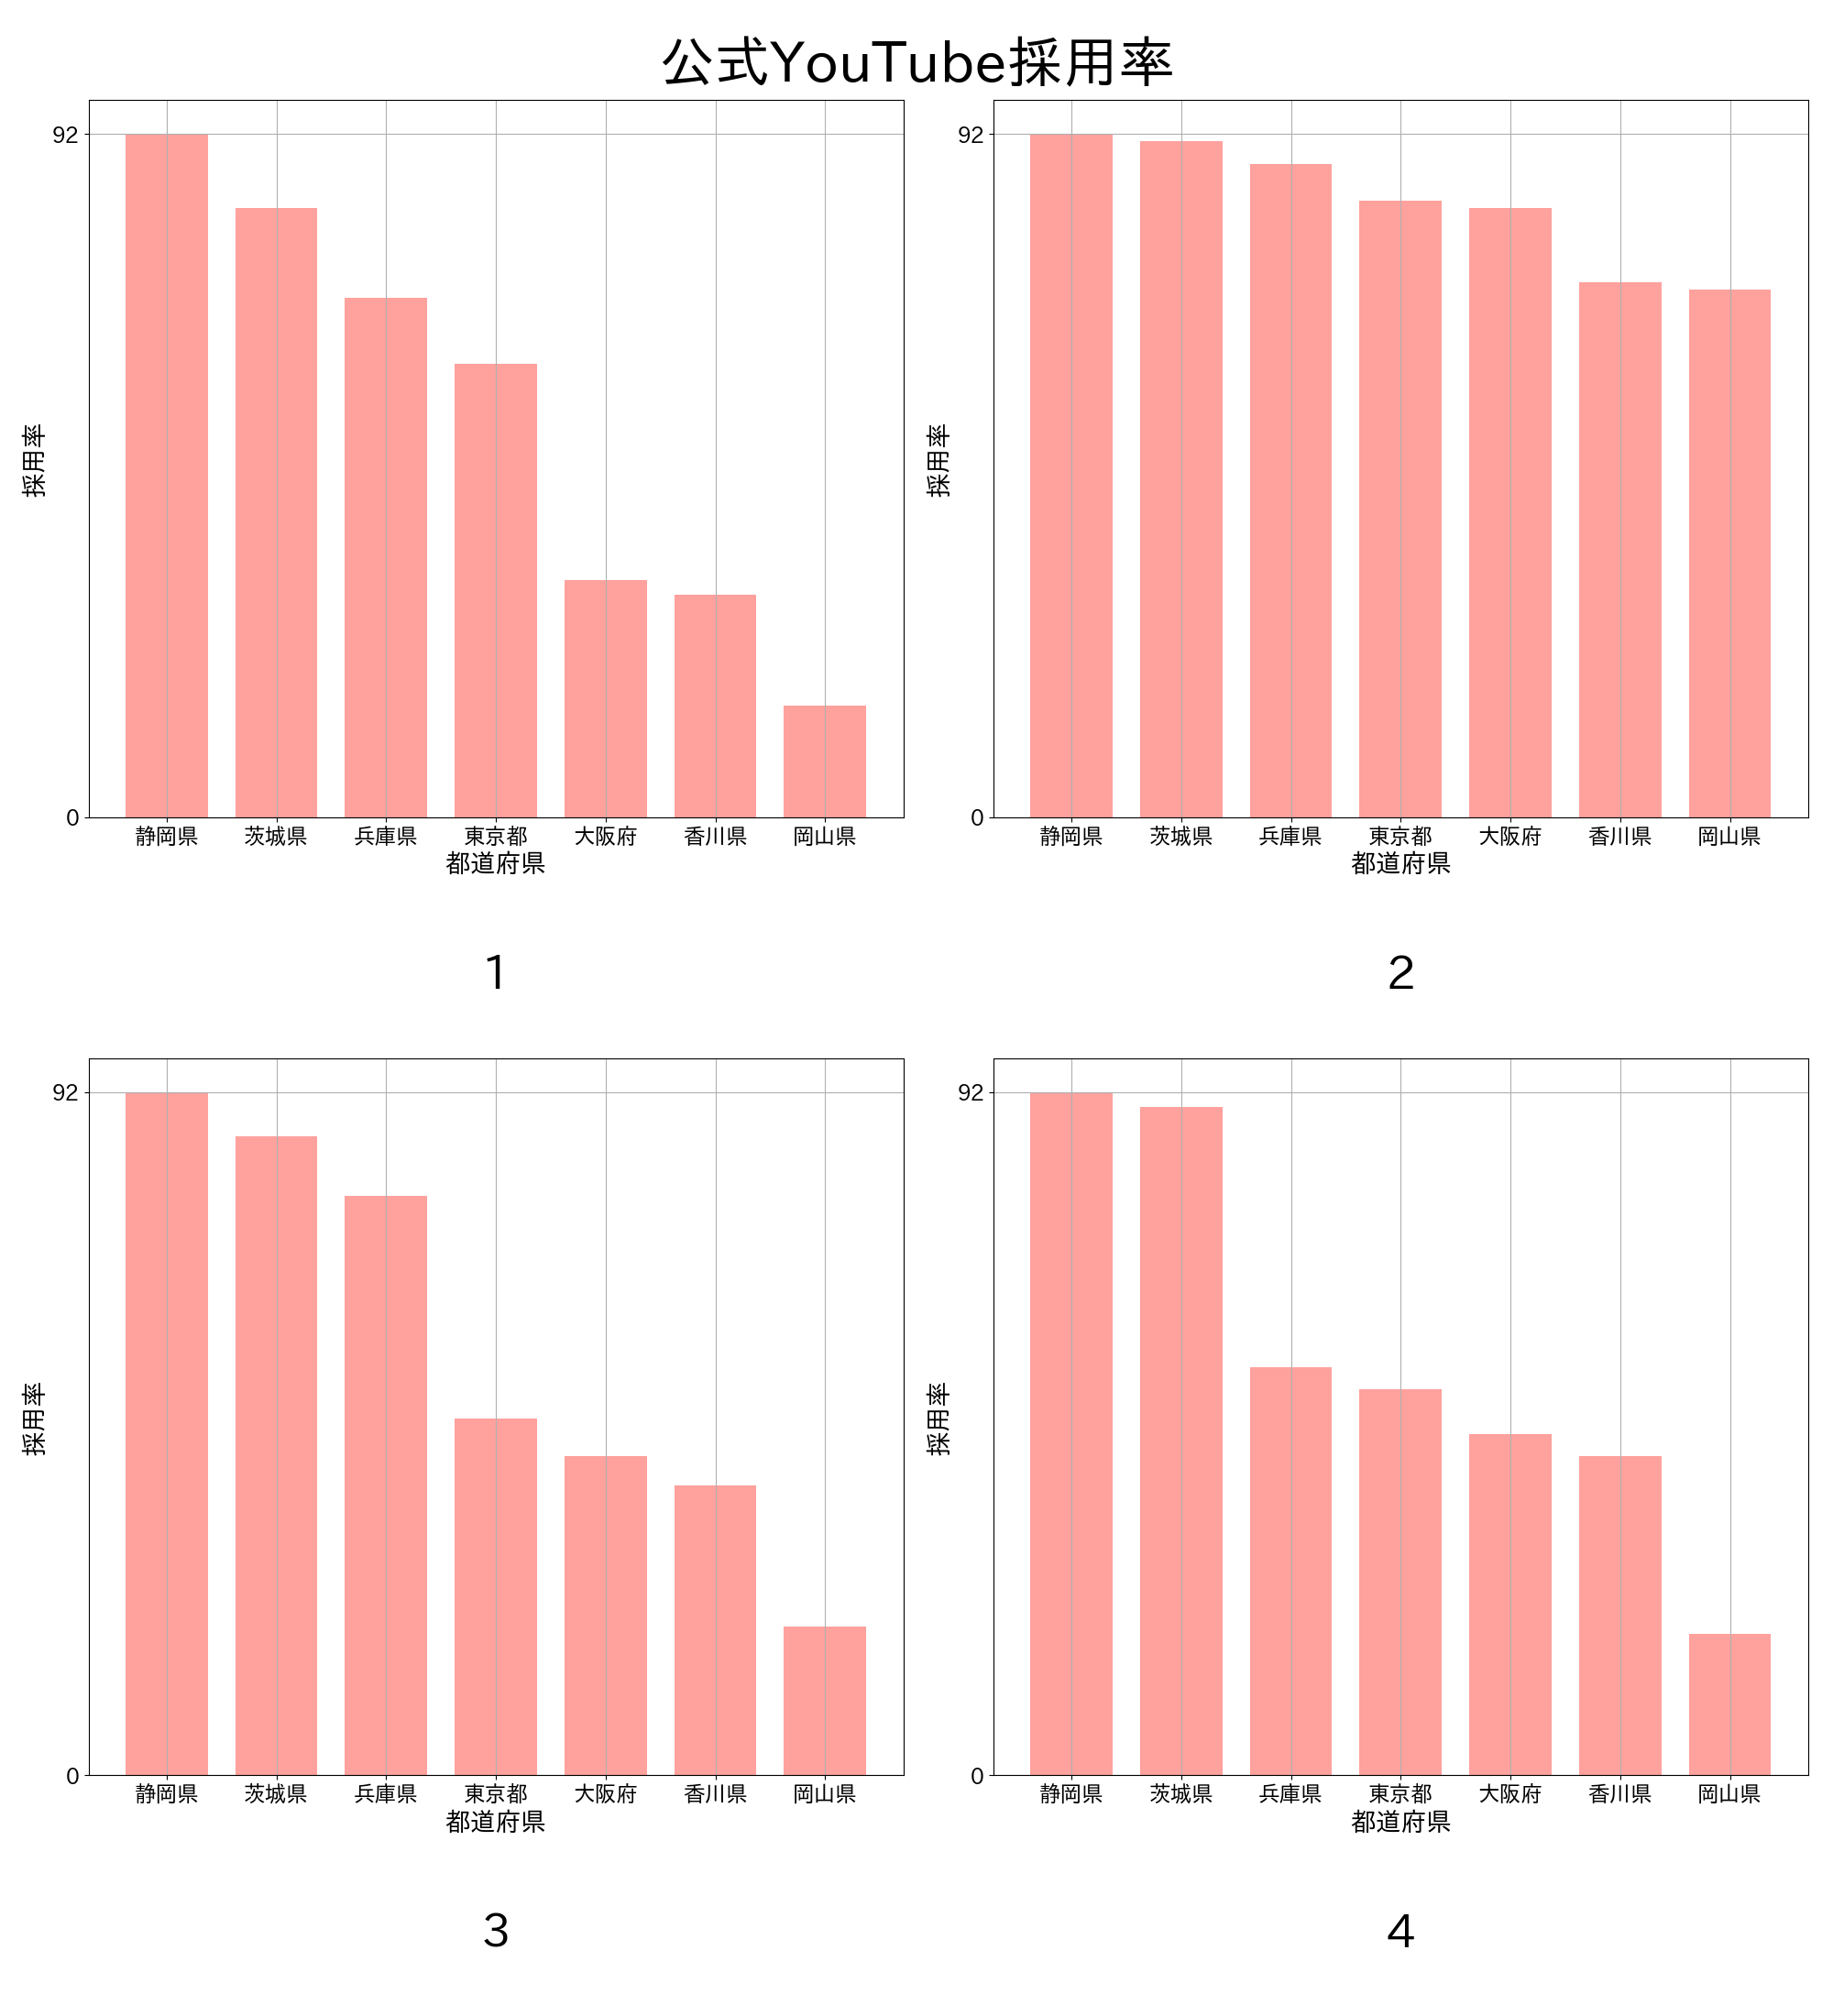 公式YouTube採用率
92
0
採用率
静岡県 茨城県 兵庫県 東京都 大阪府 香川県 岡山県
都道府県
1
92
0
採用率
静岡県 茨城県 兵庫県 東京都 大阪府 香川県 岡山県
都道府県
2
92
0
採用率
静岡県 茨城県 兵庫県 東京都 大阪府 香川県 岡山県
都道府県
3
92
0
採用率
静岡県 茨城県 兵庫県 東京都 大阪府 香川県 岡山県
都道府県
4